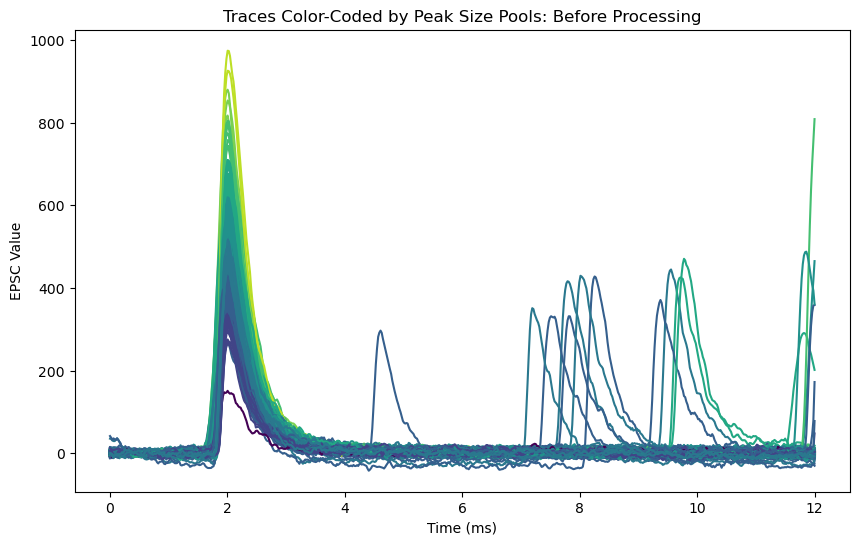 Traces Color-Coded by Peak Size Pools: Before Processing
1000
800
600
400
200
0
EPSC Value
0 2 4 6 8 10 12
Time (ms)